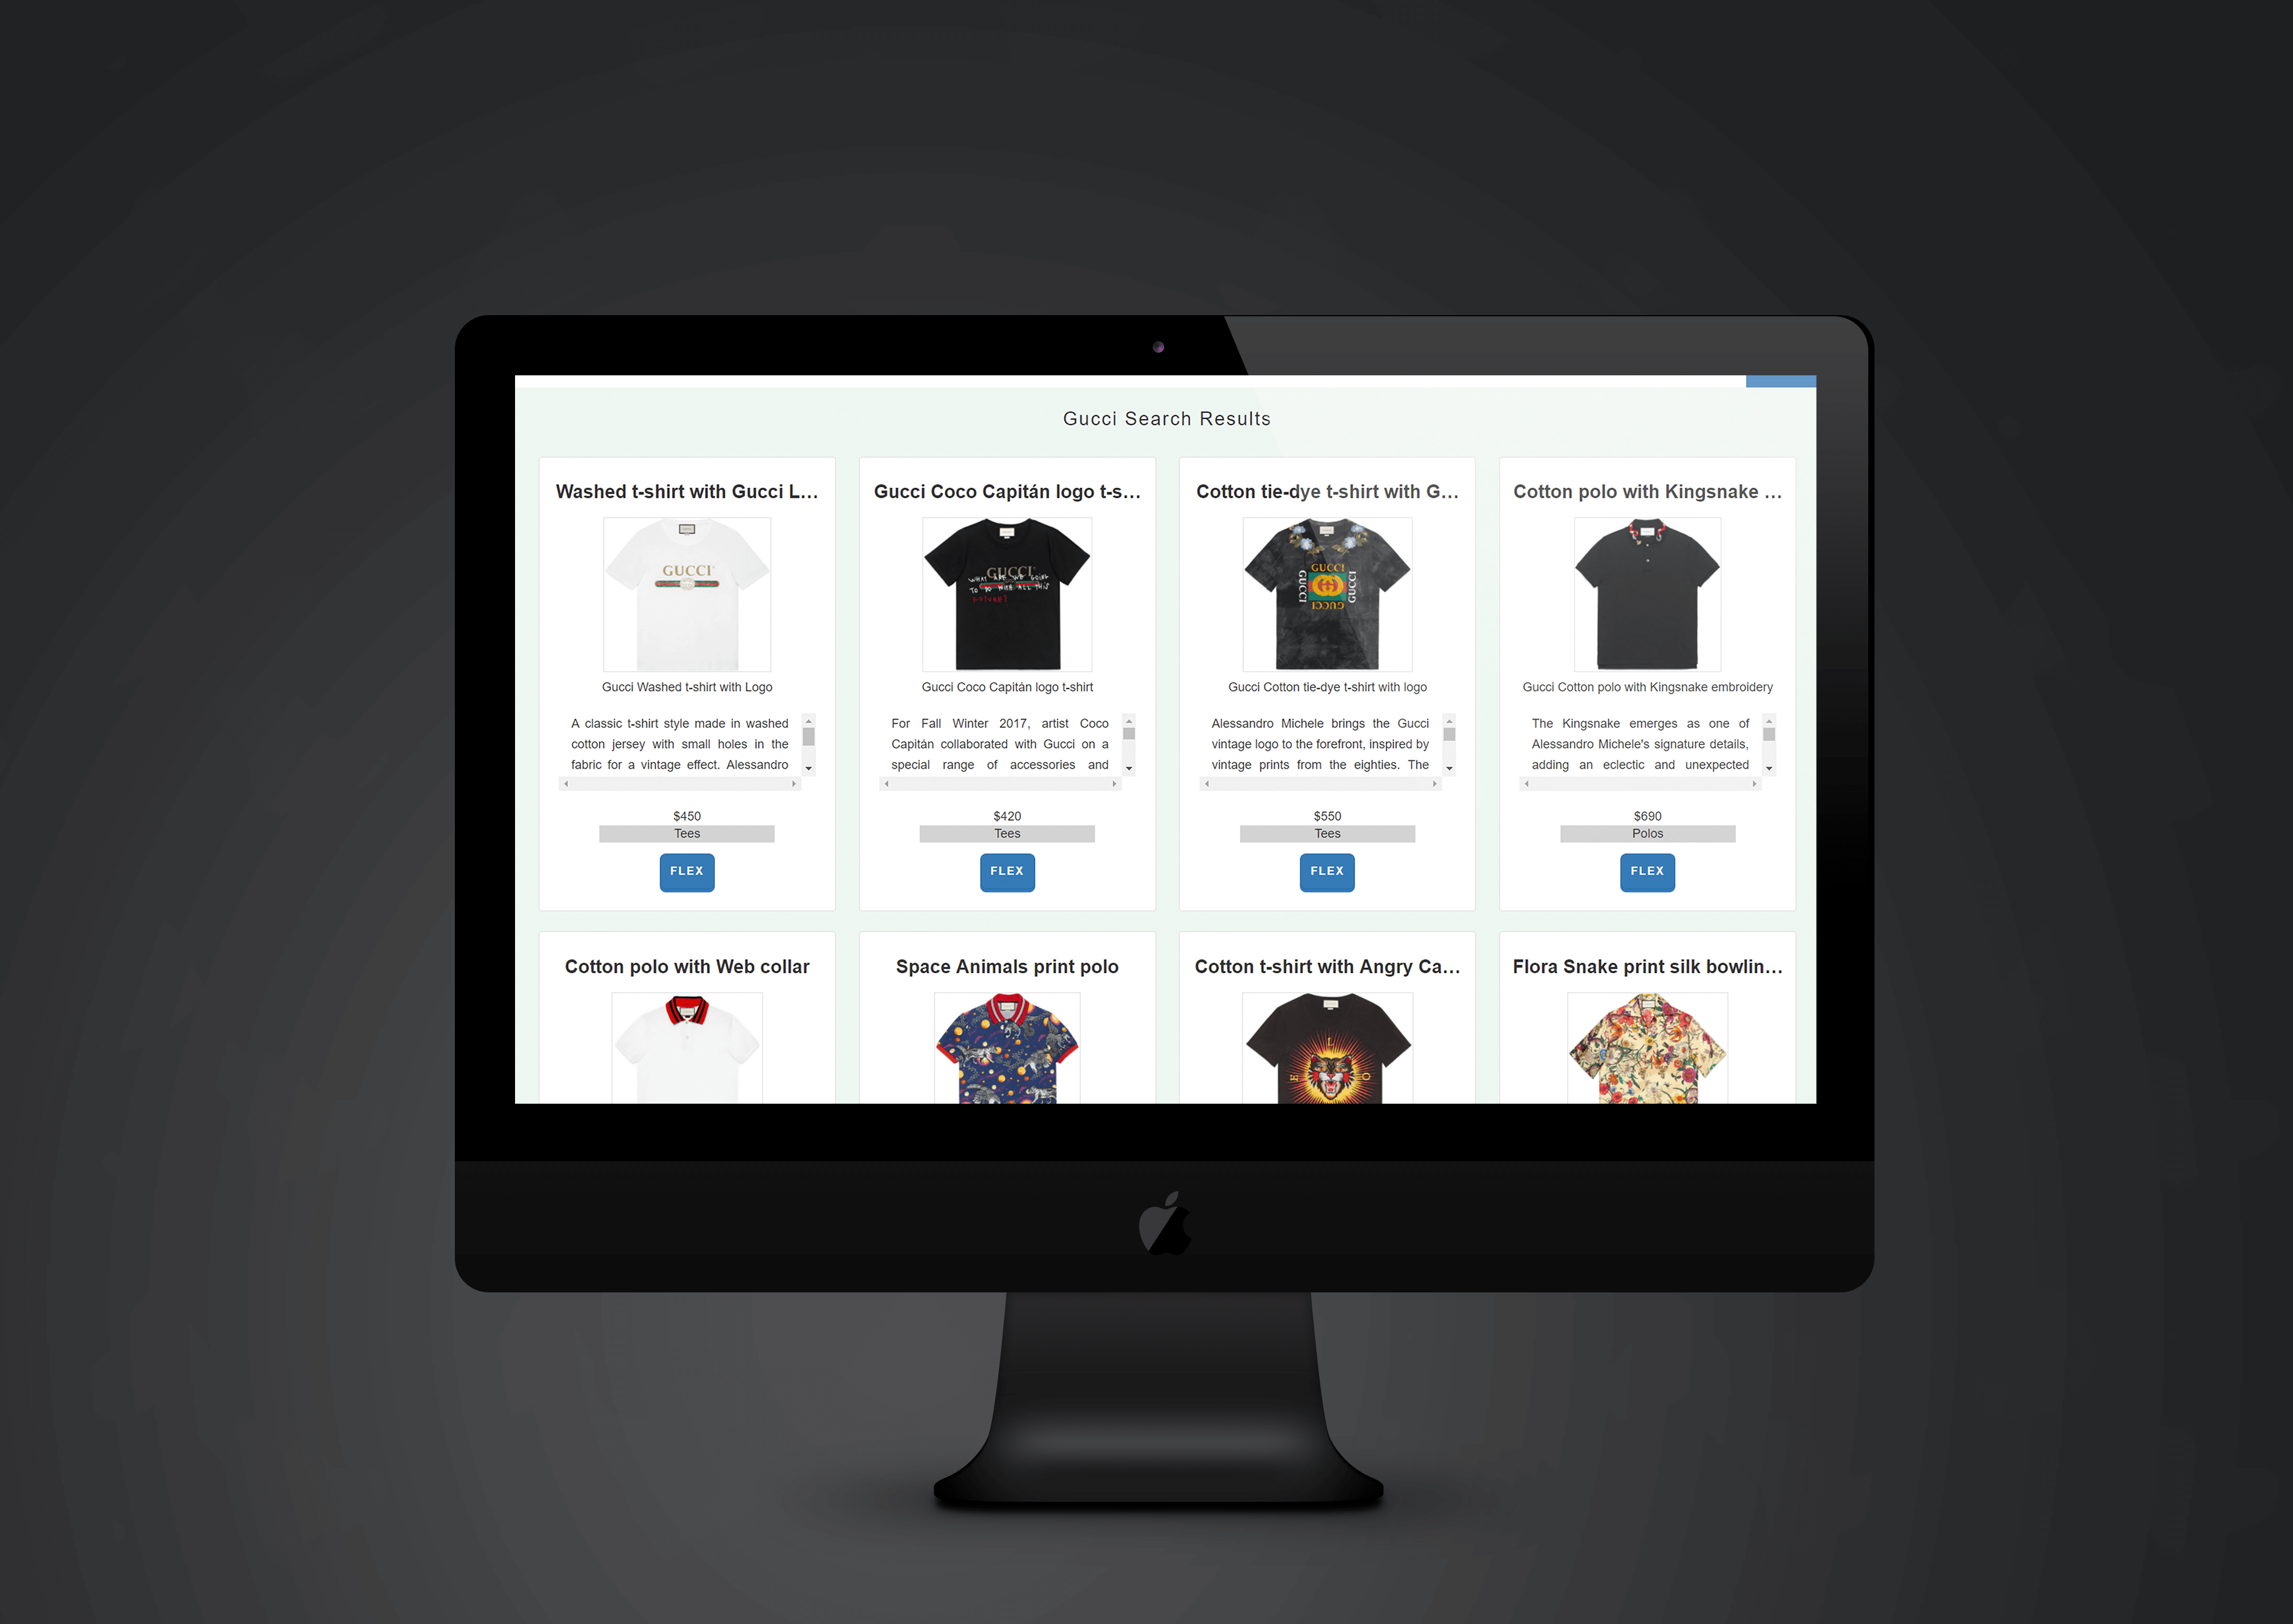 Gucci Search Results
Washed t-shirt with Gucci L...
Gucci Coco Capitán logo t-s...
Cotton tie-dye t-shirt with G...
Cotton polo with Kingsnake ...
GUCCI
GUCCI
WHAT ARE WE GOING
TO DO WITH ALL THIS
FUTURE?
GUCCI
GUCCI
GUCCI
GUCCI
Gucci Washed t-shirt with Logo
Gucci Coco Capitán logo t-shirt
Gucci Cotton tie-dye t-shirt with logo
Gucci Cotton polo with Kingsnake embroidery
A classic t-shirt style made in washed
cotton jersey with small holes in the
fabric for a vintage effect. Alessandro
For Fall Winter 2017, artist Coco
Capitán collaborated with Gucci on a
special range of accessories and
Alessandro Michele brings the Gucci
vintage logo to the forefront, inspired by
vintage prints from the eighties. The
The Kingsnake emerges as one of
Alessandro Michele's signature details,
adding an eclectic and unexpected
$450
Tees
FLEX
$420
Tees
FLEX
$550
Tees
FLEX
$690
Polos
FLEX
Cotton polo with Web collar
Space Animals print polo
Cotton t-shirt with Angry Ca...
Flora Snake print silk bowlin...
L
E O